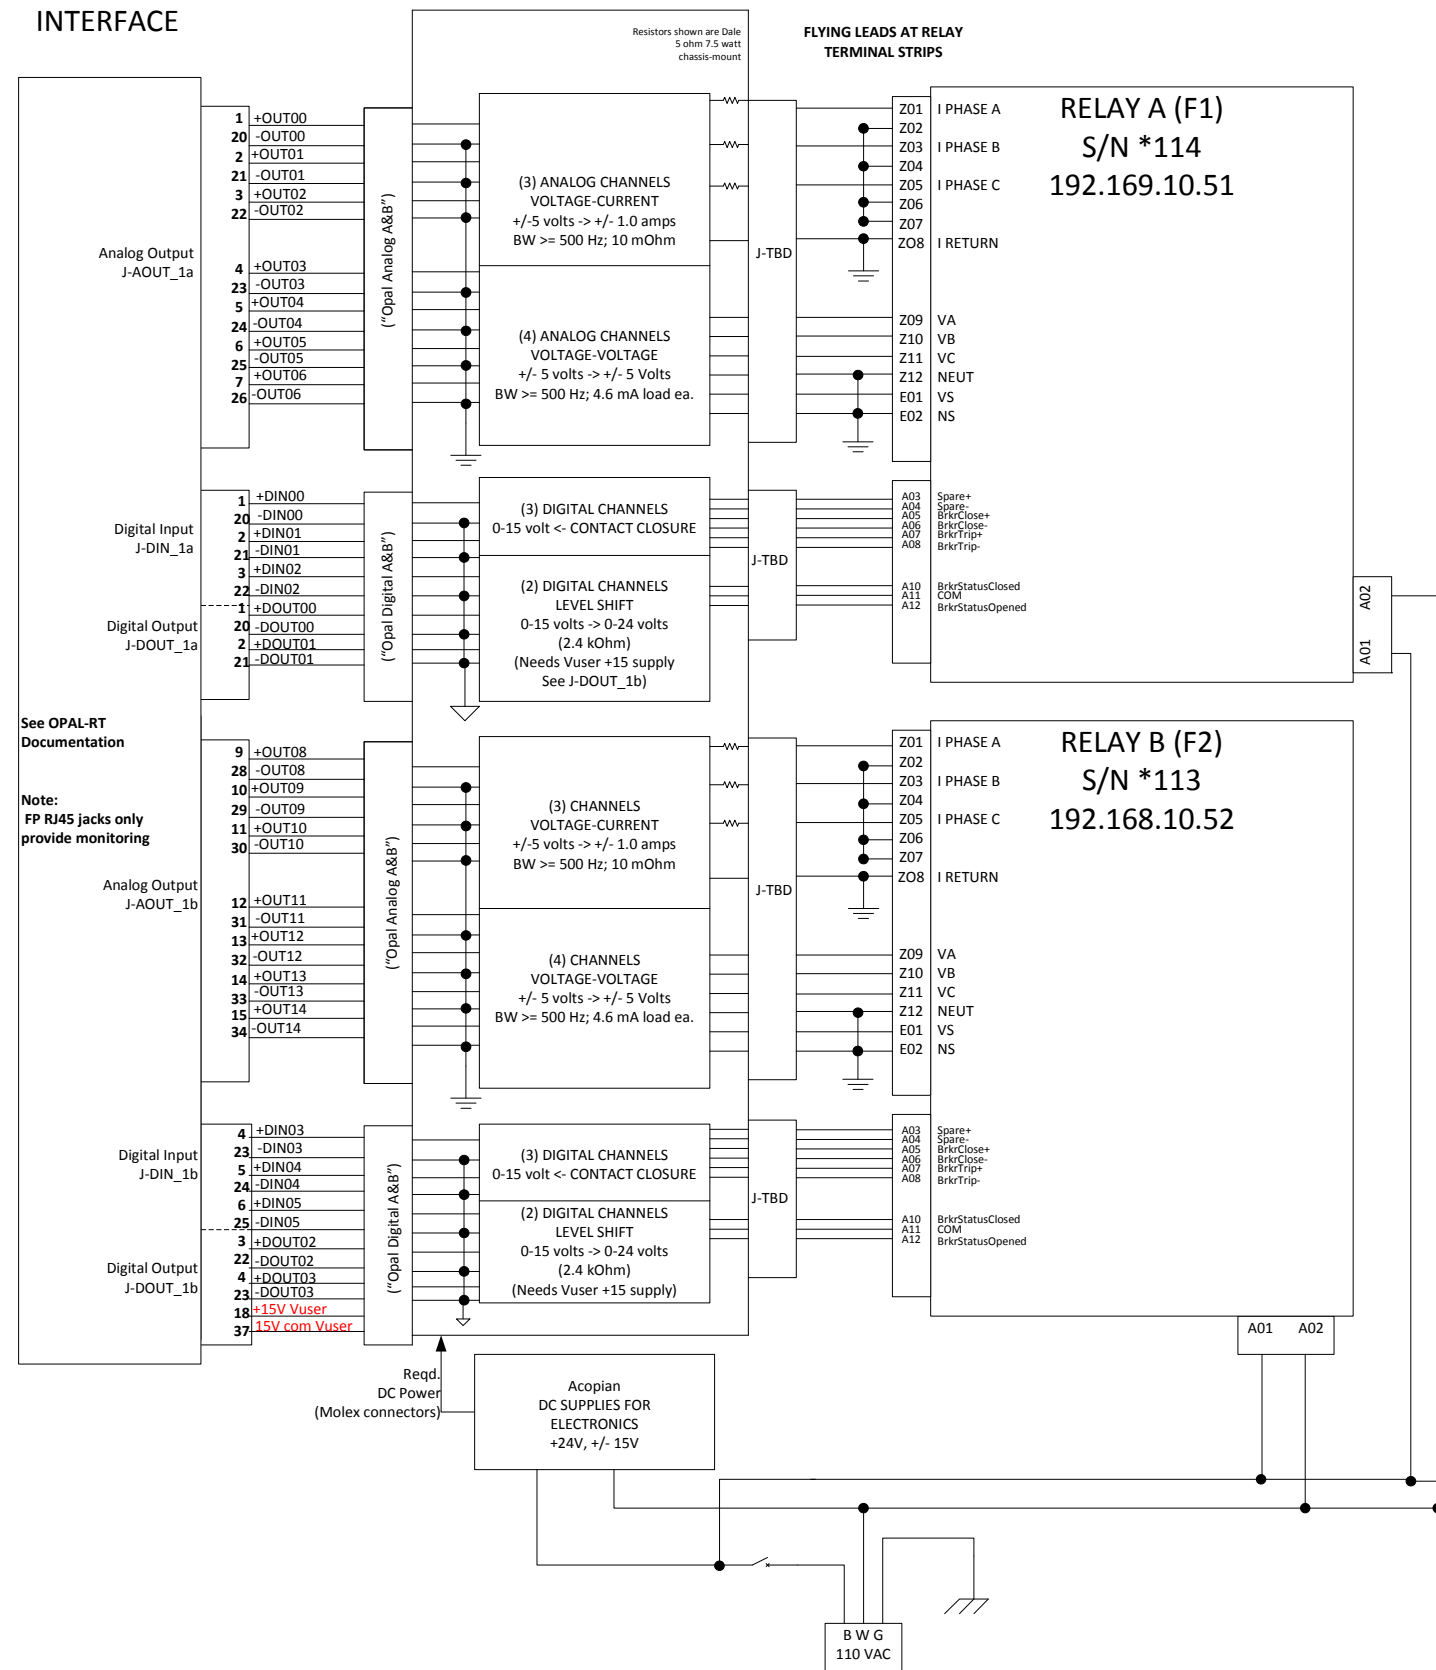 INTERFACE
Resistors shown are Dale
5 ohm 7.5 watt
chassis-mount
FLYING LEADS AT RELAY
TERMINAL STRIPS
Analog Output
J-AOUT_1a
1 +OUT00
20 -OUT00
2 +OUT01
21 -OUT01
3 +OUT02
22 -OUT02
4 +OUT03
23 -OUT03
5 +OUT04
24 -OUT04
6 +OUT05
25 -OUT05
7 +OUT06
26 -OUT06
("Opal Analog A&B")
(3) ANALOG CHANNELS
VOLTAGE-CURRENT
+/-5 volts -> +/- 1.0 amps
BW >= 500 Hz; 10 mOhm
(4) ANALOG CHANNELS
VOLTAGE-VOLTAGE
+/- 5 volts -> +/- 5 Volts
BW >= 500 Hz; 4.6 mA load ea.
J-TBD
Z01 I PHASE A
Z02
Z03 I PHASE B
Z04
Z05 I PHASE C
Z06
Z07
ZO8 I RETURN
Z09 VA
Z10 VB
Z11 VC
Z12 NEUT
E01 VS
E02 NS
RELAY A (F1)
S/N *114
192.169.10.51
Digital Input
J-DIN_1a
1 +DIN00
20 -DIN00
2 +DIN01
21 -DIN01
3 +DIN02
22 -DIN02
Digital Output
J-DOUT_1a
1 +DOUT00
20 -DOUT00
2 +DOUT01
21 -DOUT01
("Opal Digital A&B")
(3) DIGITAL CHANNELS
0-15 volt <- CONTACT CLOSURE
(2) DIGITAL CHANNELS
LEVEL SHIFT
0-15 volts -> 0-24 volts
(2.4 kOhm)
(Needs Vuser +15 supply
See J-DOUT_1b)
J-TBD
A03 Spare+
A04 Spare-
A05 BrkrClose+
A06 BrkrClose-
A07 BrkrTrip+
A08 BrkrTrip-
A10 BrkrStatusClosed
A11 COM
A12 BrkrStatusOpened
A02
A01
See OPAL-RT
Documentation
Note:
FP RJ45 jacks only
provide monitoring
Analog Output
J-AOUT_1b
9 +OUT08
28 -OUT08
10 +OUT09
29 -OUT09
11 +OUT10
30 -OUT10
12 +OUT11
31 -OUT11
13 +OUT12
32 -OUT12
14 +OUT13
33 -OUT13
15 +OUT14
34 -OUT14
("Opal Analog A&B")
(3) CHANNELS
VOLTAGE-CURRENT
+/-5 volts -> +/- 1.0 amps
BW >= 500 Hz; 10 mOhm
(4) CHANNELS
VOLTAGE-VOLTAGE
+/- 5 volts -> +/- 5 Volts
BW >= 500 Hz; 4.6 mA load ea.
J-TBD
Z01 I PHASE A
Z02
Z03 I PHASE B
Z04
Z05 I PHASE C
Z06
Z07
ZO8 I RETURN
Z09 VA
Z10 VB
Z11 VC
Z12 NEUT
E01 VS
E02 NS
RELAY B (F2)
S/N *113
192.168.10.52
Digital Input
J-DIN_1b
4 +DIN03
23 -DIN03
5 +DIN04
24 -DIN04
6 +DIN05
25 -DIN05
Digital Output
J-DOUT_1b
3 +DOUT02
22 -DOUT02
4 +DOUT03
23 -DOUT03
18 +15V Vuser
37 15V com Vuser
("Opal Digital A&B")
(3) DIGITAL CHANNELS
0-15 volt <- CONTACT CLOSURE
(2) DIGITAL CHANNELS
LEVEL SHIFT
0-15 volts -> 0-24 volts
(2.4 kOhm)
(Needs Vuser +15 supply)
J-TBD
A03 Spare+
A04 Spare-
A05 BrkrClose+
A06 BrkrClose-
A07 BrkrTrip+
A08 BrkrTrip-
A10 BrkrStatusClosed
A11 COM
A12 BrkrStatusOpened
A01 A02
Reqd.
DC Power
(Molex connectors)
Acopian
DC SUPPLIES FOR
ELECTRONICS
+24V, +/- 15V
B W G
110 VAC